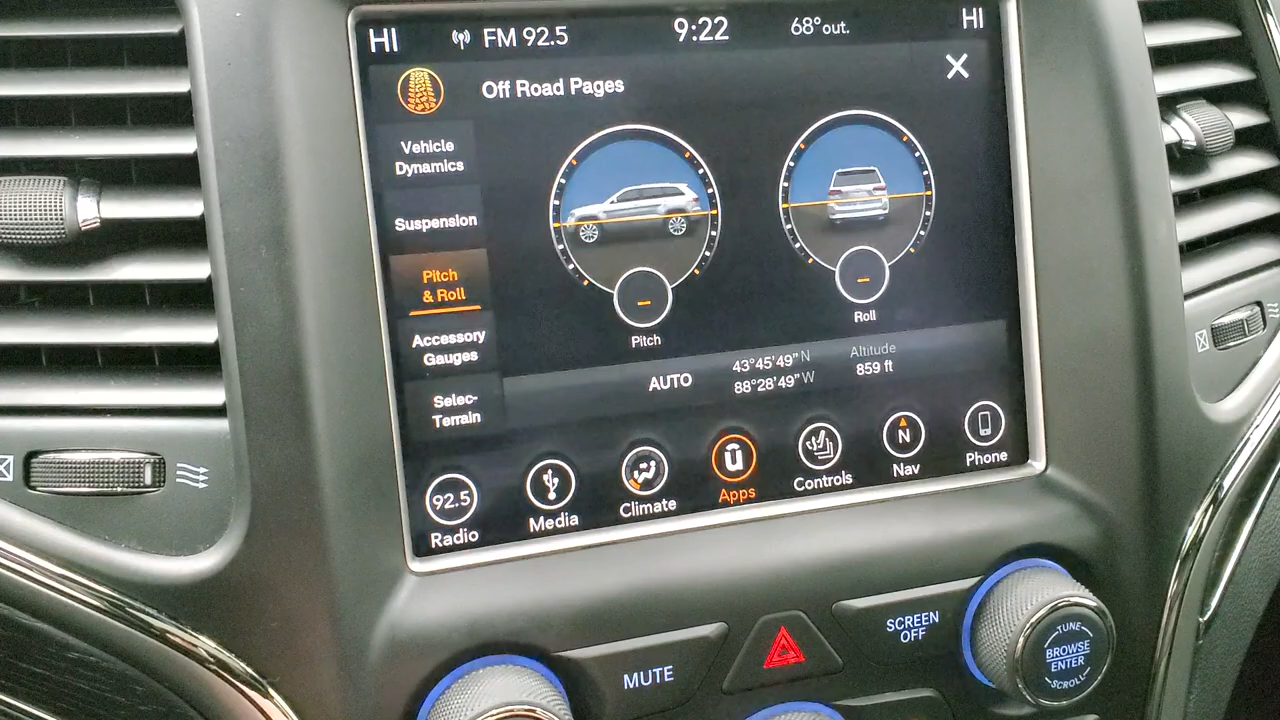 HI FM 92.5 9:22 68°out. HI
Off Road Pages
Vehicle
Dynamics
Suspension
Pitch
& Roll
Accessory
Gauges
Selec-
Terrain
--
Pitch
--
Roll
AUTO
43°45'49"N
88°28'49"W
Altitude
859 ft
92.5
Radio
Media
Climate
Apps
Controls
N
Nav
Phone
MUTE
SCREEN
OFF
TUNE
BROWSE
ENTER
SCROLL